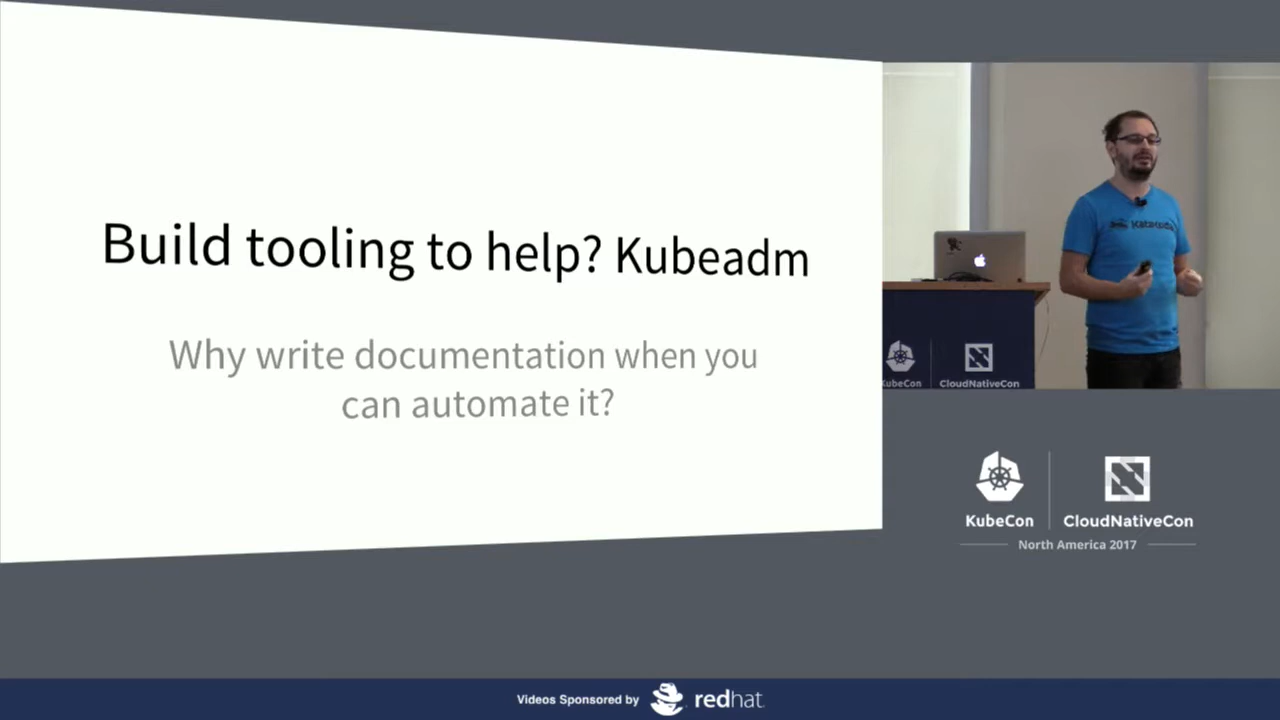 Build tooling to help? Kubeadm
Why write documentation when you
can automate it?
Katacoda
KubeCon
CloudNativeCon
KubeCon
CloudNativeCon
North America 2017
Videos Sponsored by
redhat